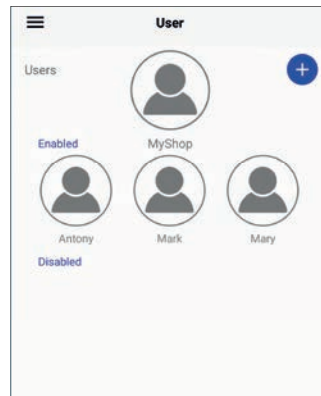 User
Users
Enabled
MyShop
Antony Mark Mary
Disabled